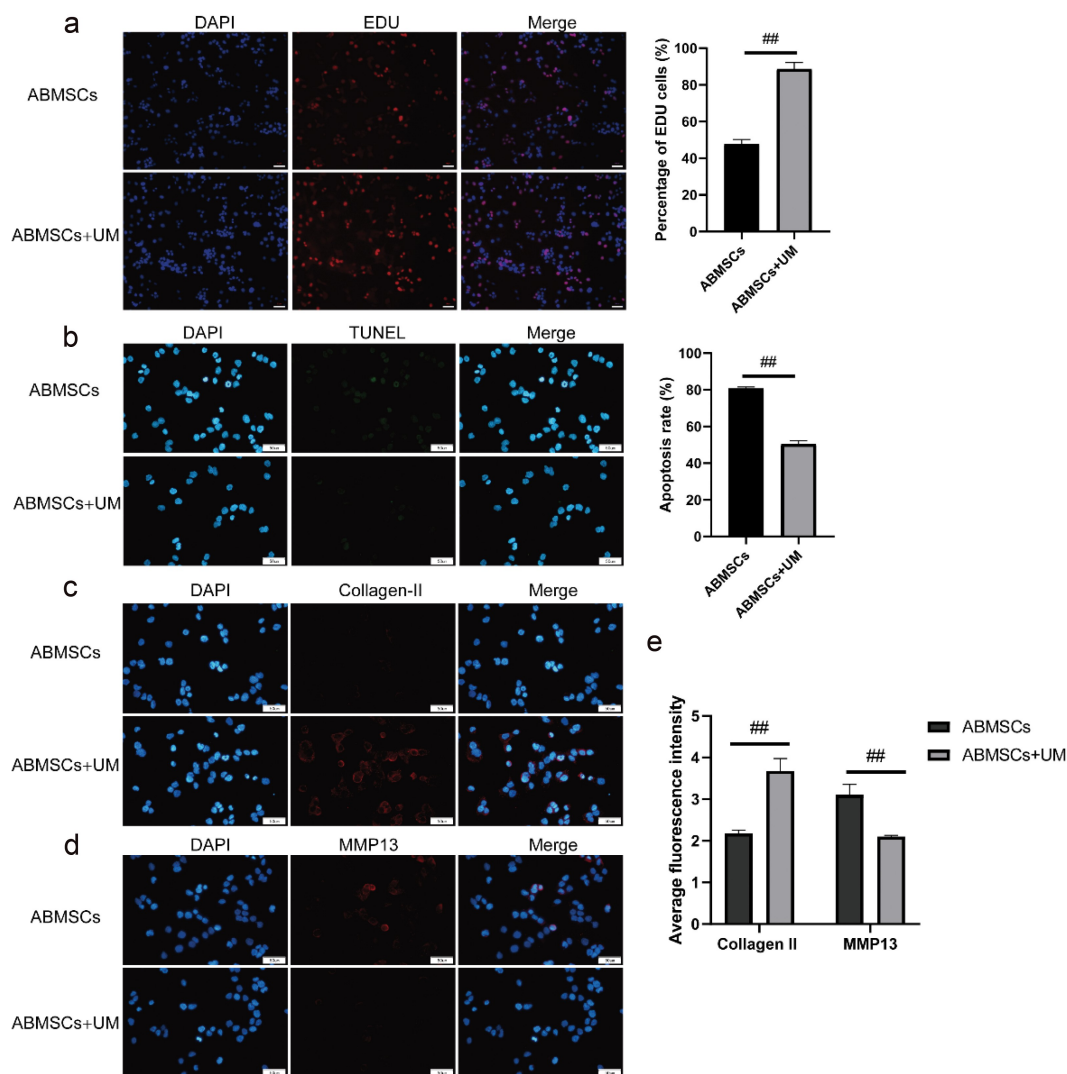 a
DAPI EDU Merge
ABMSCs
ABMSCs+UM
Percentage of EDU cells (%)
100
80
60
40
20
0
##
ABMSCs
ABMSCs+UM
b
DAPI TUNEL Merge
ABMSCs
ABMSCs+UM
Apoptosis rate (%)
100
80
60
40
20
0
##
ABMSCs
ABMSCs+UM
c
DAPI Collagen-II Merge
ABMSCs
ABMSCs+UM
d
DAPI MMP13 Merge
ABMSCs
ABMSCs+UM
e
Average fluorescence intensity
5
4
3
2
1
0
##
##
Collagen II MMP13
ABMSCs
ABMSCs+UM